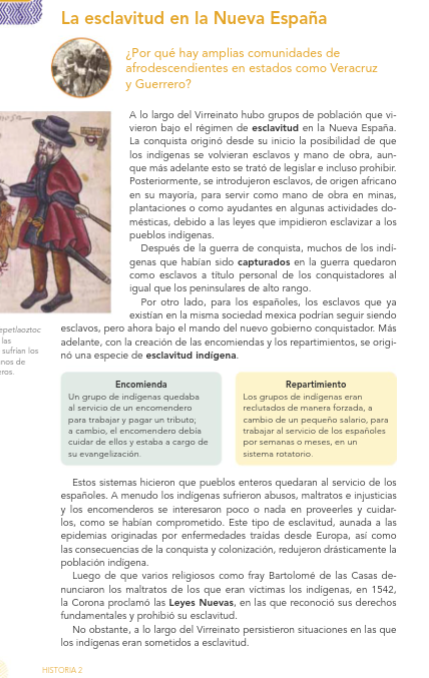 La esclavitud en la Nueva España
¿Por qué hay amplias comunidades de
afrodescendientes en estados como Veracruz
y Guerrero?
A lo largo del Virreinato hubo grupos de población que vi-
vieron bajo el régimen de esclavitud en la Nueva España.
La conquista originó desde su inicio la posibilidad de que
los indígenas se volvieran esclavos y mano de obra, aun-
que más adelante esto se trató de legislar e incluso prohibir.
Posteriormente, se introdujeron esclavos, de origen africano
en su mayoría, para servir como mano de obra en minas,
plantaciones o como ayudantes en algunas actividades do-
mésticas, debido a las leyes que impidieron esclavizar a los
pueblos indígenas.
Después de la guerra de conquista, muchos de los indí-
genas que habían sido capturados en la guerra quedaron
como esclavos a título personal de los conquistadores al
igual que los peninsulares de alto rango.
Por otro lado, para los españoles, los esclavos que ya
existían en la misma sociedad mexica podrían seguir siendo
esclavos, pero ahora bajo el mando del nuevo gobierno conquistador. Más
adelante, con la creación de las encomiendas y los repartimientos, se origi-
nó una especie de esclavitud indígena.
epetlaoztoc
las
sufrían los
nos de
eros.
Encomienda
Un grupo de indígenas quedaba
al servicio de un encomendero
para trabajar y pagar un tributo;
a cambio, el encomendero debía
cuidar de ellos y estaba a cargo de
su evangelización.
Repartimiento
Los grupos de indígenas eran
reclutados de manera forzada, a
cambio de un pequeño salario, para
trabajar al servicio de los españoles
por semanas o meses, en un
sistema rotatorio.
Estos sistemas hicieron que pueblos enteros quedaran al servicio de los
españoles. A menudo los indígenas sufrieron abusos, maltratos e injusticias
y los encomenderos se interesaron poco o nada en proveerles y cuidar-
los, como se habían comprometido. Este tipo de esclavitud, aunada a las
epidemias originadas por enfermedades traídas desde Europa, así como
las consecuencias de la conquista y colonización, redujeron drásticamente la
población indígena.
Luego de que varios religiosos como fray Bartolomé de las Casas de-
nunciaron los maltratos de los que eran víctimas los indígenas, en 1542,
la Corona proclamó las Leyes Nuevas, en las que reconoció sus derechos
fundamentales y prohibió su esclavitud.
No obstante, a lo largo del Virreinato persistieron situaciones en las que
los indígenas eran sometidos a esclavitud.
HISTORIA 2